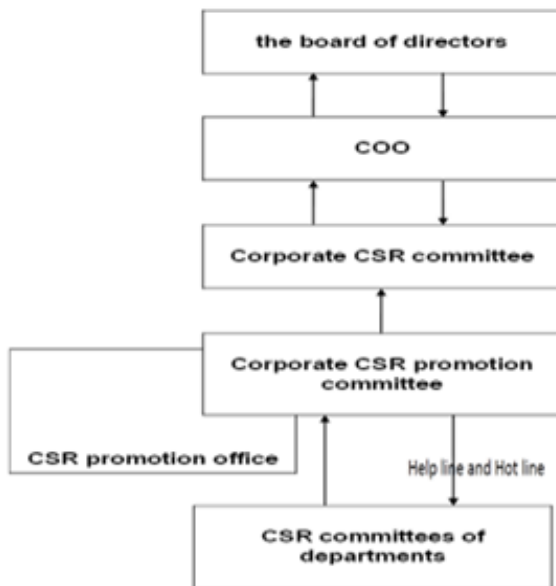 the board of directors
COO
Corporate CSR committee
Corporate CSR promotion
committee
CSR promotion office
Help line and Hot line
CSR committees of
departments